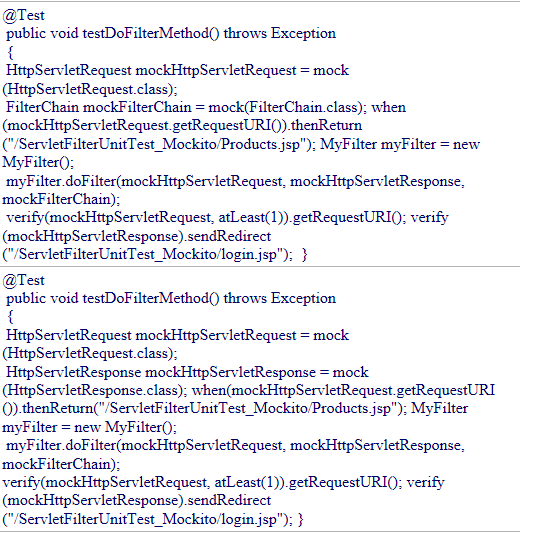 @Test
public void testDoFilterMethod() throws Exception
{
HttpServletRequest mockHttpServletRequest = mock
(HttpServletRequest.class);
FilterChain mockFilterChain = mock(FilterChain.class); when
(mockHttpServletRequest.getRequestURI()).thenReturn
("/ServletFilterUnitTest_Mockito/Products.jsp"); MyFilter myFilter = new
MyFilter();
myFilter.doFilter(mockHttpServletRequest, mockHttpServletResponse,
mockFilterChain);
verify(mockHttpServletRequest, atLeast(1)).getRequestURI(); verify
(mockHttpServletResponse).sendRedirect
("/ServletFilterUnitTest_Mockito/login.jsp"); }
@Test
public void testDoFilterMethod() throws Exception
{
HttpServletRequest mockHttpServletRequest = mock
(HttpServletRequest.class);
HttpServletResponse mockHttpServletResponse = mock
(HttpServletResponse.class); when(mockHttpServletRequest.getRequestURI
()).thenReturn("/ServletFilterUnitTest_Mockito/Products.jsp"); MyFilter
myFilter = new MyFilter();
myFilter.doFilter(mockHttpServletRequest, mockHttpServletResponse,
mockFilterChain);
verify(mockHttpServletRequest, atLeast(1)).getRequestURI(); verify
(mockHttpServletResponse).sendRedirect
("/ServletFilterUnitTest_Mockito/login.jsp"); }